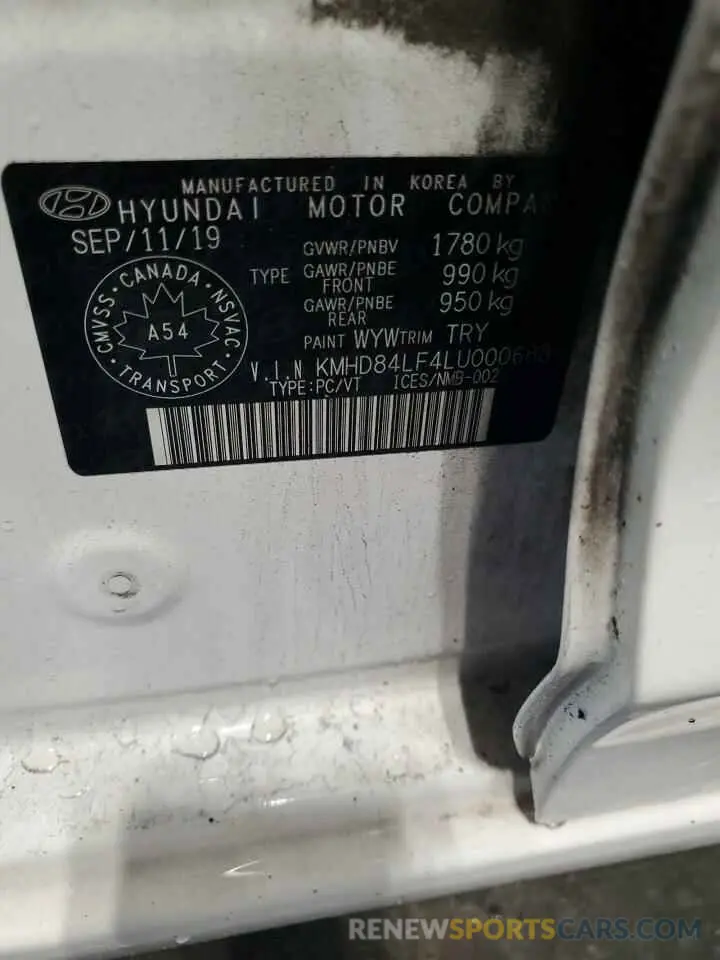 MANUFACTURED IN KOREA BY
HYUNDAI MOTOR
SEP/11/19
GVWR/PNBV 1780 kg
TYPE GAWR/PNBE FRONT 990 kg
GAWR/PNBE REAR 950 kg
PAINT WYW TRIM TRY
V.I.N
TYPE:PC/VT ICES/NMB-002
CMVSS • CANADA • NSVAC
A54
• TRANSPORT •
RENEWSPORTSCARS.COM